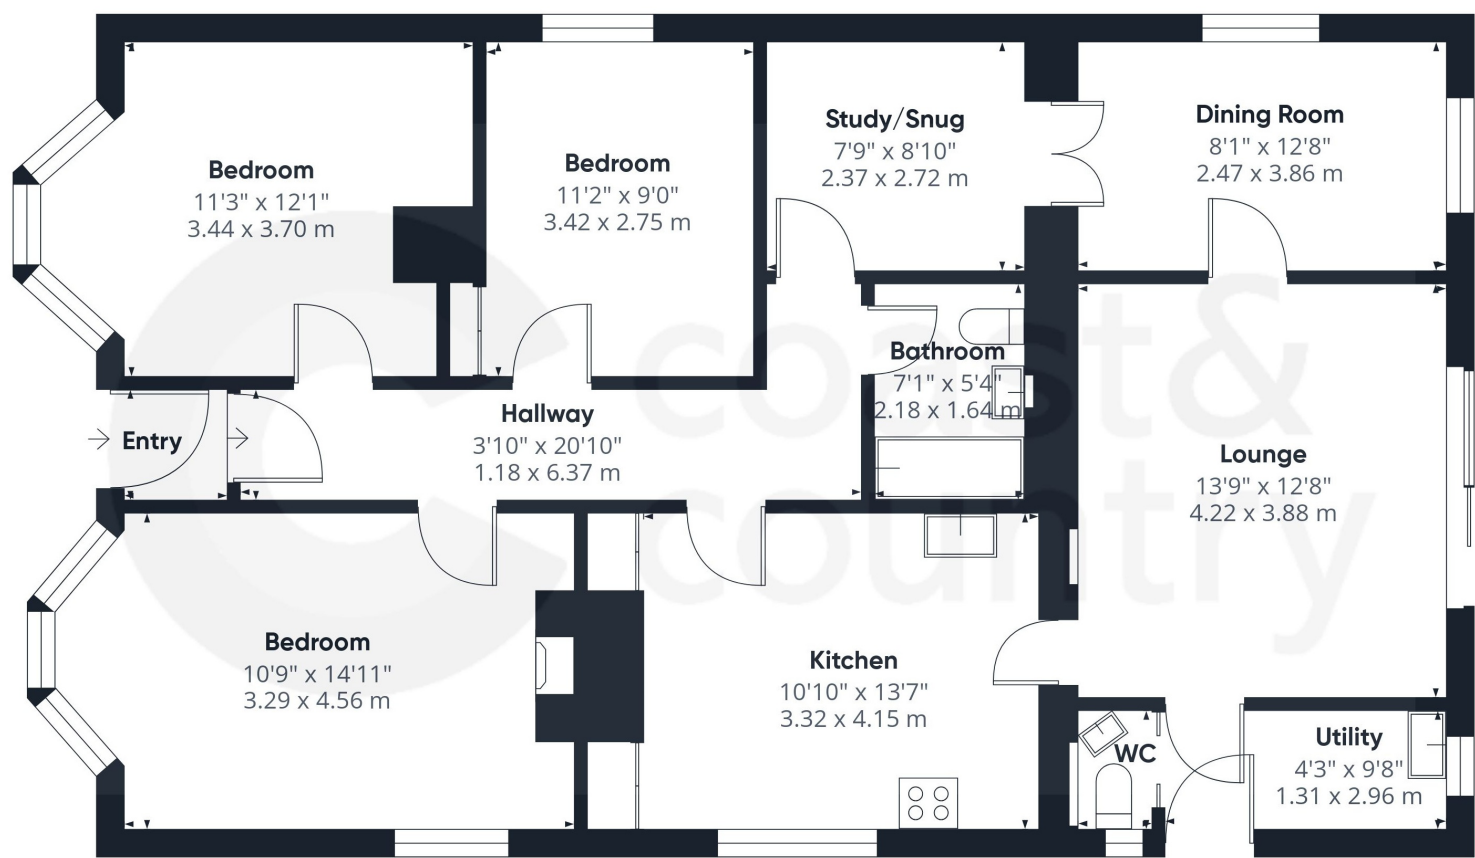 Bedroom
11'3" x 12'1"
3.44 x 3.70 m
Bedroom
11'2" x 9'0"
3.42 x 2.75 m
Study/Snug
7'9" x 8'10"
2.37 x 2.72 m
Dining Room
8'1" x 12'8"
2.47 x 3.86 m
Bathroom
7'1" x 5'4"
2.18 x 1.64 m
Entry
Hallway
3'10" x 20'10"
1.18 x 6.37 m
Lounge
13'9" x 12'8"
4.22 x 3.88 m
Bedroom
10'9" x 14'11"
3.29 x 4.56 m
Kitchen
10'10" x 13'7"
3.32 x 4.15 m
WC
Utility
4'3" x 9'8"
1.31 x 2.96 m
coast&
country